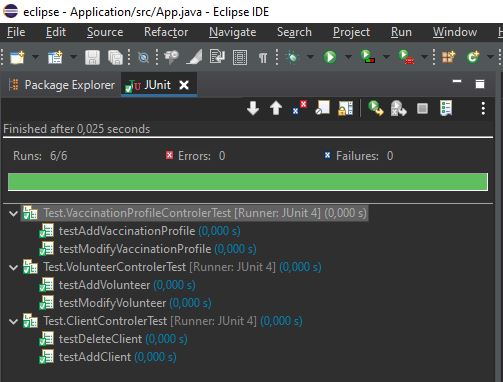 eclipse - Application/src/App.java - Eclipse IDE
File Edit Source Refactor Navigate Search Project Run Window
Package Explorer JUnit
Finished after 0,025 seconds
Runs: 6/6 Errors: 0 Failures: 0
Test.VaccinationProfileControlerTest [Runner: JUnit 4] (0,000 s)
testAddVaccinationProfile (0,000 s)
testModifyVaccinationProfile (0,000 s)
Test.VolunteerControlerTest [Runner: JUnit 4] (0,000 s)
testAddVolunteer (0,000 s)
testModifyVolunteer (0,000 s)
Test.ClientControlerTest [Runner: JUnit 4] (0,000 s)
testDeleteClient (0,000 s)
testAddClient (0,000 s)